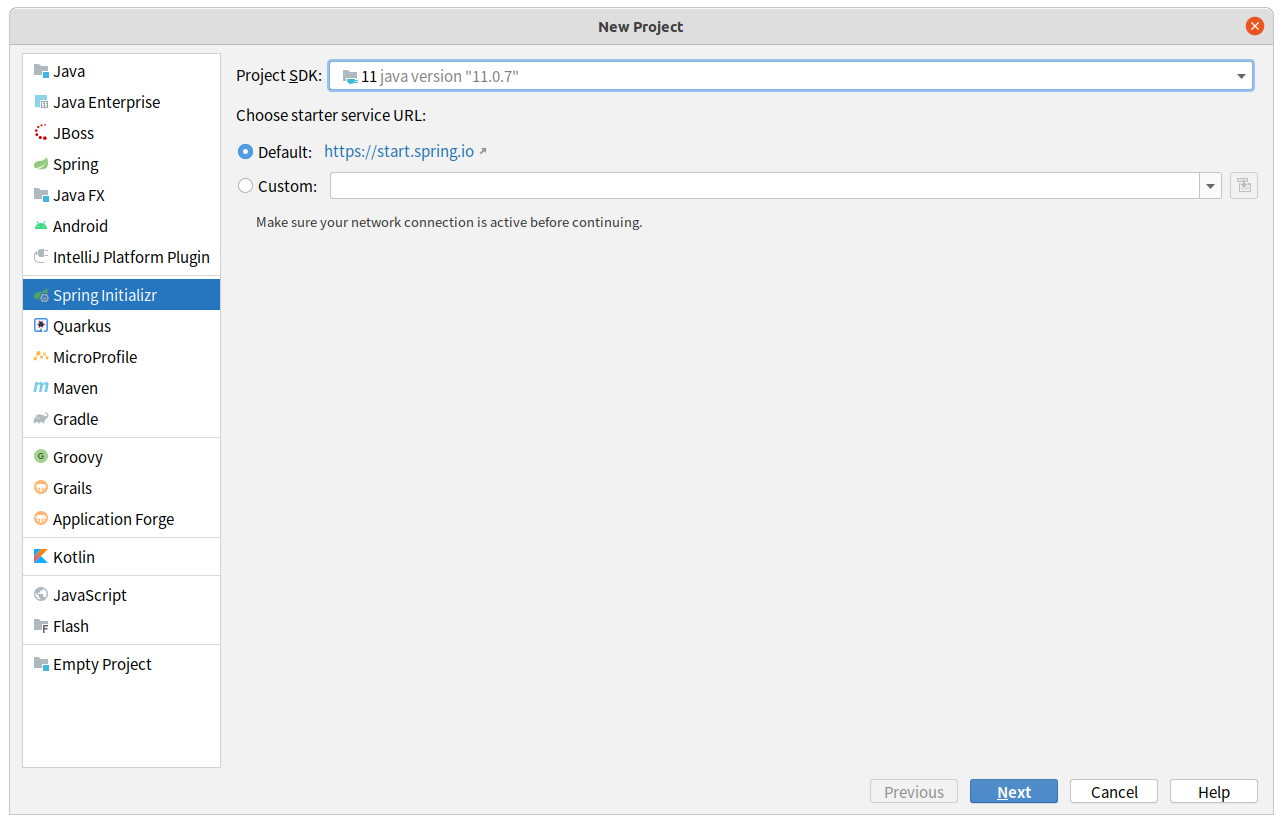 New Project
Java
Java Enterprise
JBoss
Spring
Java FX
Android
IntelliJ Platform Plugin
Spring Initializr
Quarkus
MicroProfile
Maven
Gradle
Groovy
Grails
Application Forge
Kotlin
JavaScript
Flash
Empty Project
Project SDK: 11 java version "11.0.7"
Choose starter service URL:
Default: https://start.spring.io
Custom:
Make sure your network connection is active before continuing.
Previous Next Cancel Help